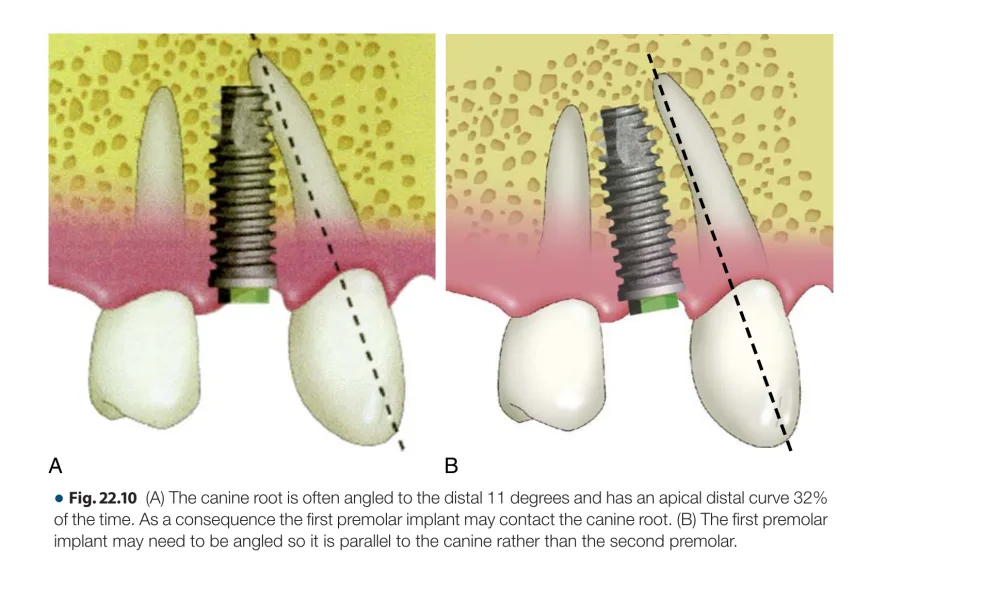 A
B
• Fig. 22.10 (A) The canine root is often angled to the distal 11 degrees and has an apical distal curve 32%
of the time. As a consequence the first premolar implant may contact the canine root. (B) The first premolar
implant may need to be angled so it is parallel to the canine rather than the second premolar.